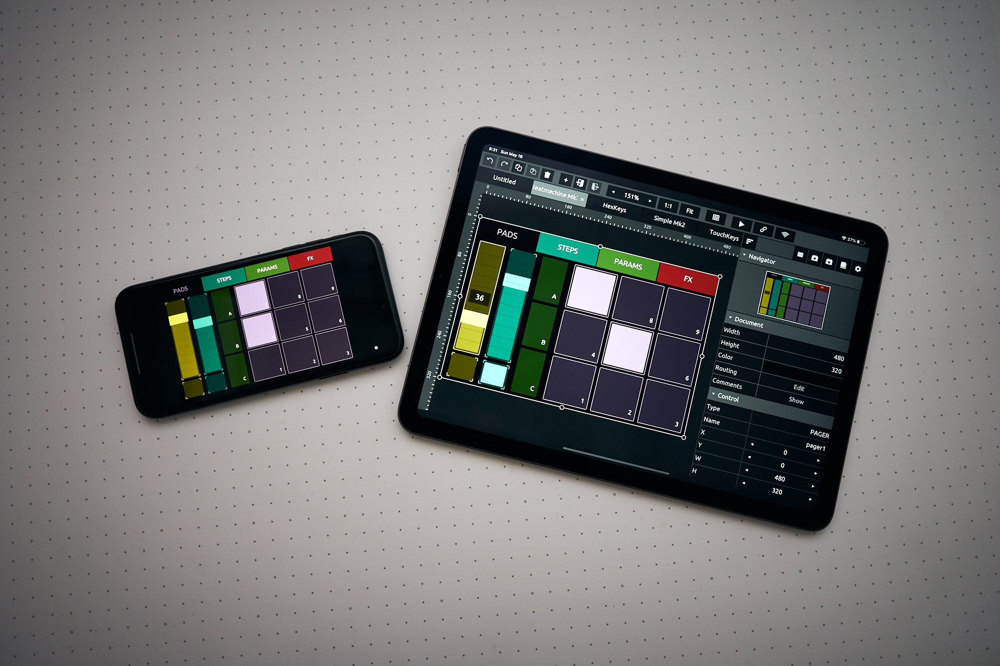 PADS
STEPS
PARAMS
FX
A
7
8
9
B
4
5
6
C
1
2
3
8:31 Sun May 16
27%
151%
1:1
Fit
Untitled
Beatmachine Mk2
HexKeys
Simple Mk2
TouchKeys
0
80
160
240
320
400
480
0
80
160
240
320
PADS
STEPS
PARAMS
FX
36
A
7
8
9
B
4
5
6
C
1
2
3
Navigator
Document
Width 480
Height 320
Color
Routing Edit
Comments Show
Control
Type PAGER
Name pager1
X 0
Y 0
W 480
H 320